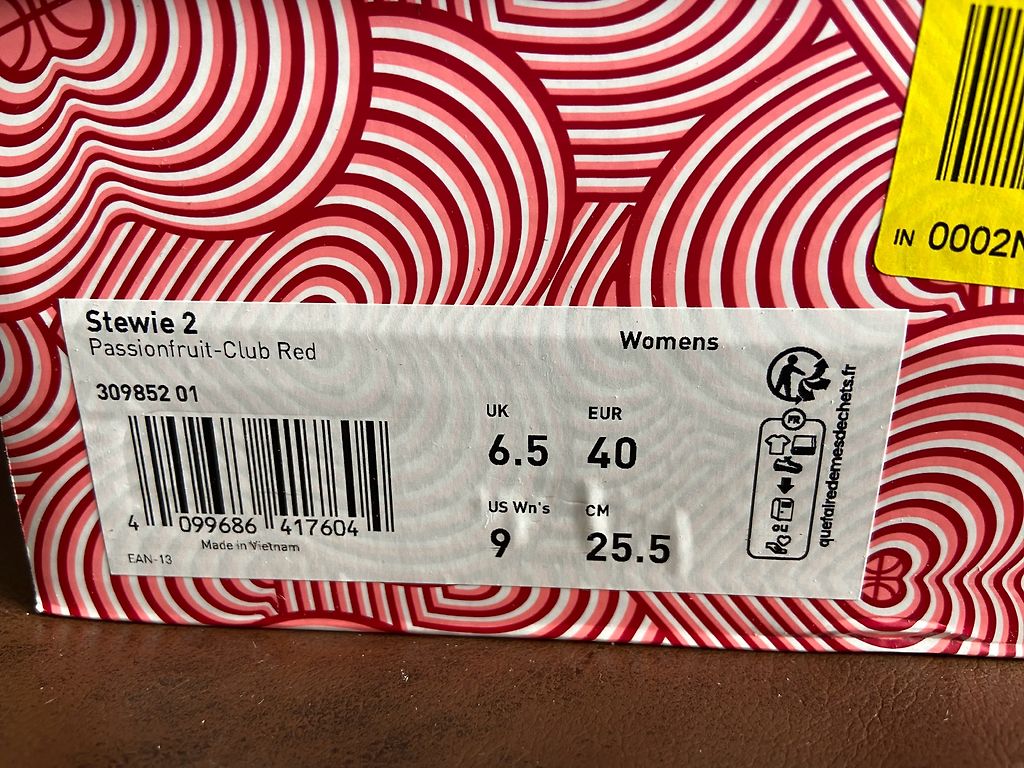 IN 0002N
Stewie 2
Passionfruit-Club Red
Womens
309852 01
UK
EUR
6.5
40
US Wn's
CM
9
25.5
4 099686 417604
Made in Vietnam
EAN-13
FR
quefairedemesdechets.fr